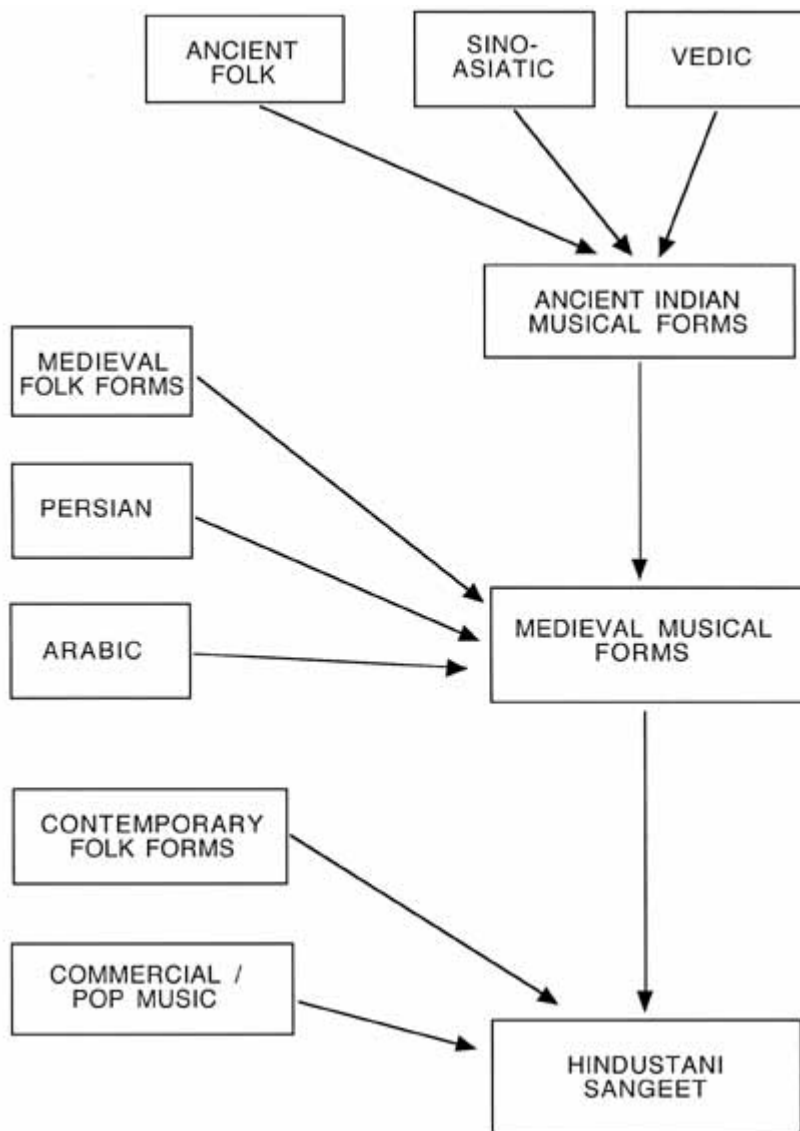 ANCIENT
FOLK
SINO-
ASIATIC
VEDIC
ANCIENT INDIAN
MUSICAL FORMS
MEDIEVAL
FOLK FORMS
PERSIAN
ARABIC
MEDIEVAL MUSICAL
FORMS
CONTEMPORARY
FOLK FORMS
COMMERCIAL /
POP MUSIC
HINDUSTANI
SANGEET